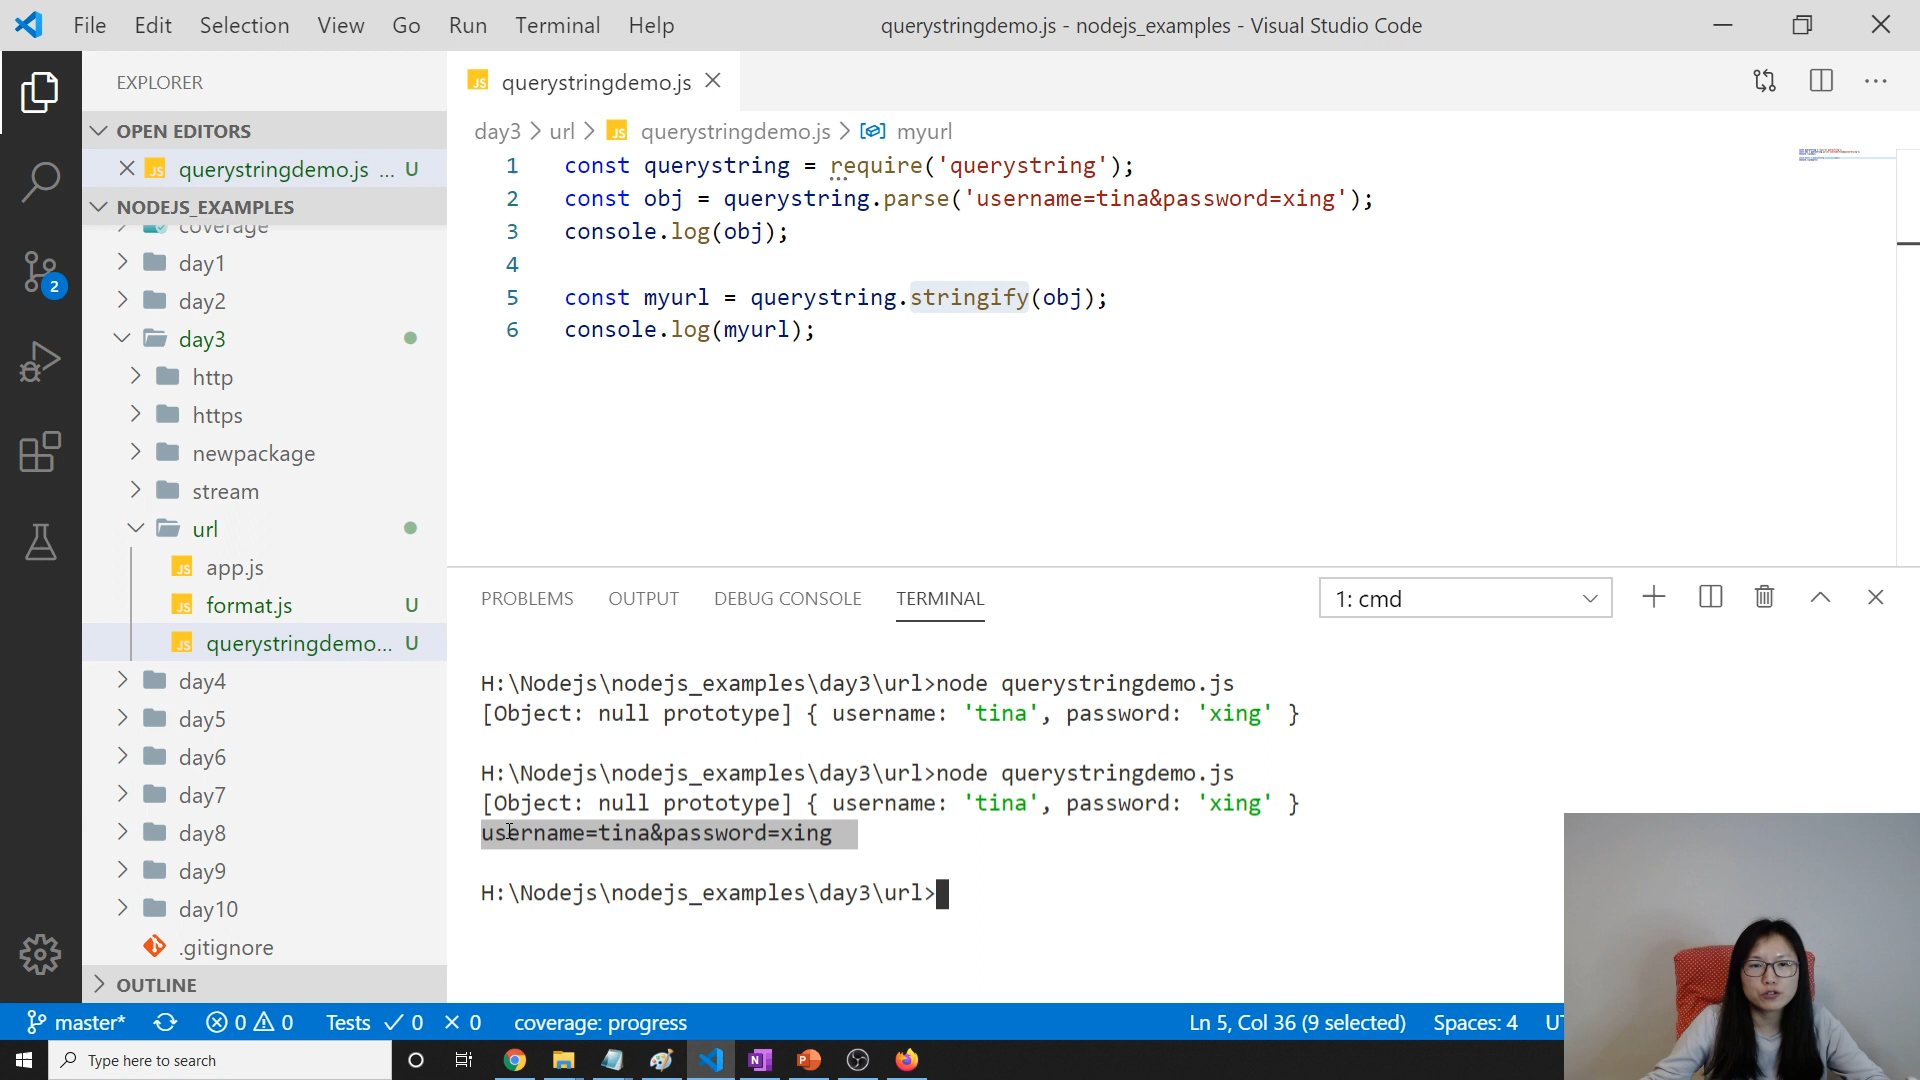 File Edit Selection View Go Run Terminal Help
querystringdemo.js - nodejs_examples - Visual Studio Code
EXPLORER
OPEN EDITORS
querystringdemo.js ... U
NODEJS_EXAMPLES
coverage
day1
day2
day3
http
https
newpackage
stream
url
app.js
format.js U
querystringdemo... U
day4
day5
day6
day7
day8
day9
day10
.gitignore
OUTLINE
querystringdemo.js
day3 > url > JS querystringdemo.js > myurl
1 const querystring = require('querystring');
2 const obj = querystring.parse('username=tina&password=xing');
3 console.log(obj);
4
5 const myurl = querystring.stringify(obj);
6 console.log(myurl);
PROBLEMS OUTPUT DEBUG CONSOLE TERMINAL
1: cmd
H:\Nodejs\nodejs_examples\day3\url>node querystringdemo.js
[Object: null prototype] { username: 'tina', password: 'xing' }
H:\Nodejs\nodejs_examples\day3\url>node querystringdemo.js
[Object: null prototype] { username: 'tina', password: 'xing' }
username=tina&password=xing
H:\Nodejs\nodejs_examples\day3\url>
2
master* 0 0 Tests 0 0 coverage: progress
Ln 5, Col 36 (9 selected) Spaces: 4
Type here to search